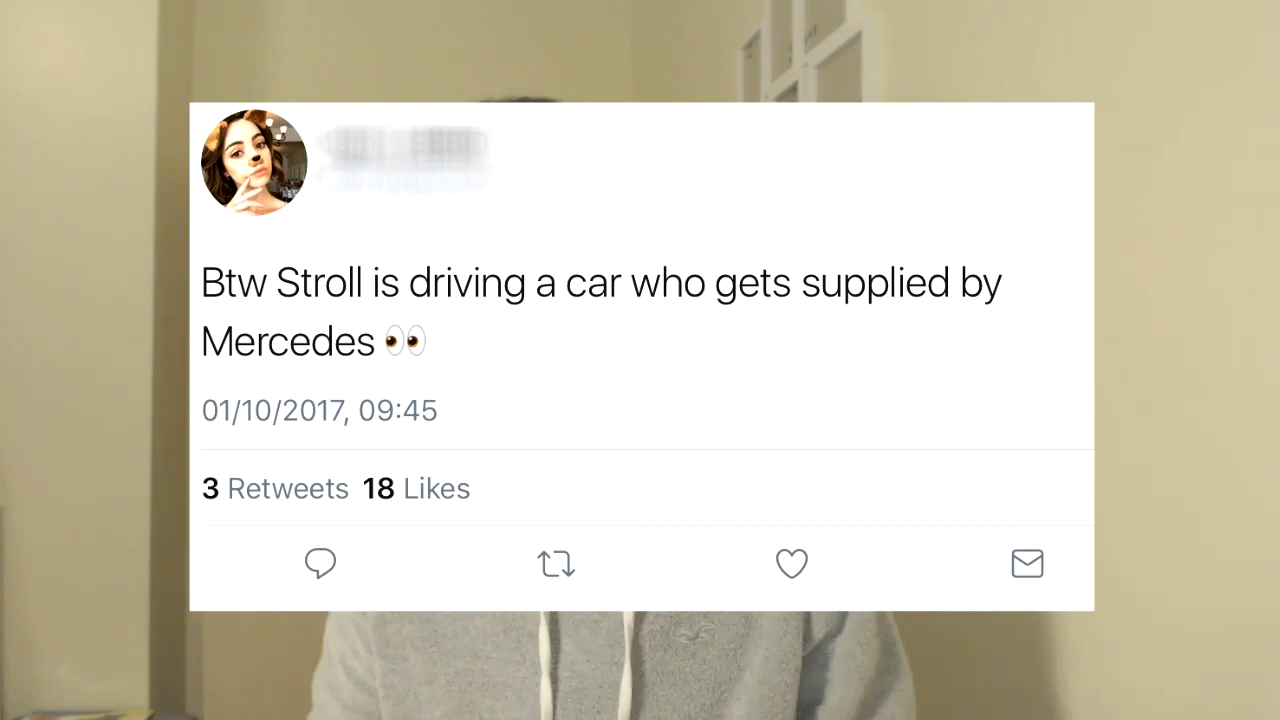 Btw Stroll is driving a car who gets supplied by
Mercedes 👀
01/10/2017, 09:45
3 Retweets 18 Likes